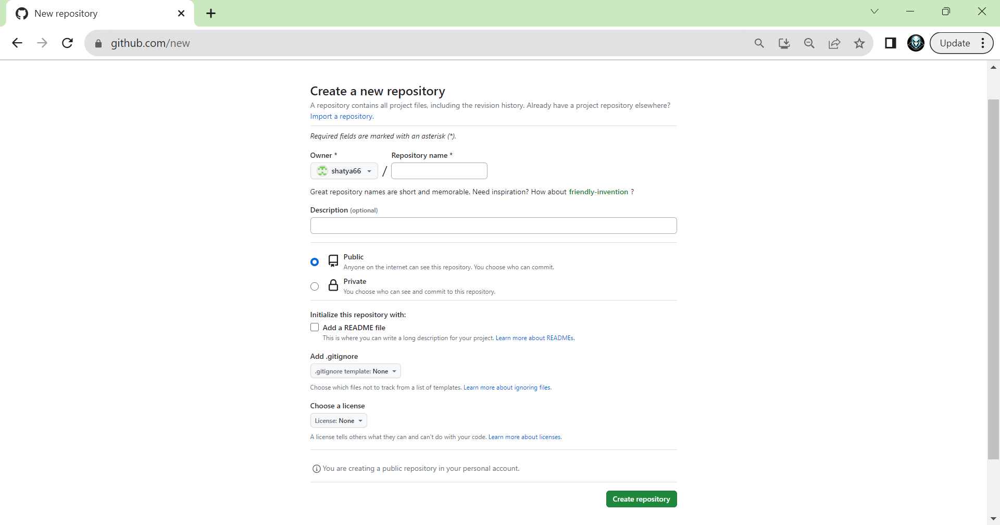 New repository
github.com/new
Update
Create a new repository
A repository contains all project files, including the revision history. Already have a project repository elsewhere?
Import a repository.
Required fields are marked with an asterisk (*).
Owner * Repository name *
shatya66 /
Great repository names are short and memorable. Need inspiration? How about friendly-invention ?
Description (optional)
Public
Anyone on the internet can see this repository. You choose who can commit.
Private
You choose who can see and commit to this repository.
Initialize this repository with:
Add a README file
This is where you can write a long description for your project. Learn more about READMEs.
Add .gitignore
.gitignore template: None
Choose which files not to track from a list of templates. Learn more about ignoring files.
Choose a license
License: None
A license tells others what they can and can't do with your code. Learn more about licenses.
You are creating a public repository in your personal account.
Create repository